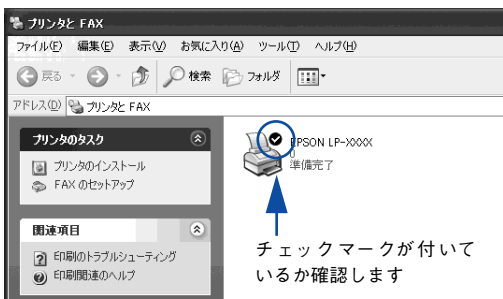 プリンタと FAX
ファイル(F) 編集(E) 表示(V) お気に入り(A) ツール(T) ヘルプ(H)
戻る 検索 フォルダ
アドレス(D) プリンタと FAX
プリンタのタスク
プリンタのインストール
FAX のセットアップ
関連項目
印刷のトラブルシューティング
印刷関連のヘルプ
EPSON LP-XXXX
0
準備完了
チェックマークが付いて
いるか確認します